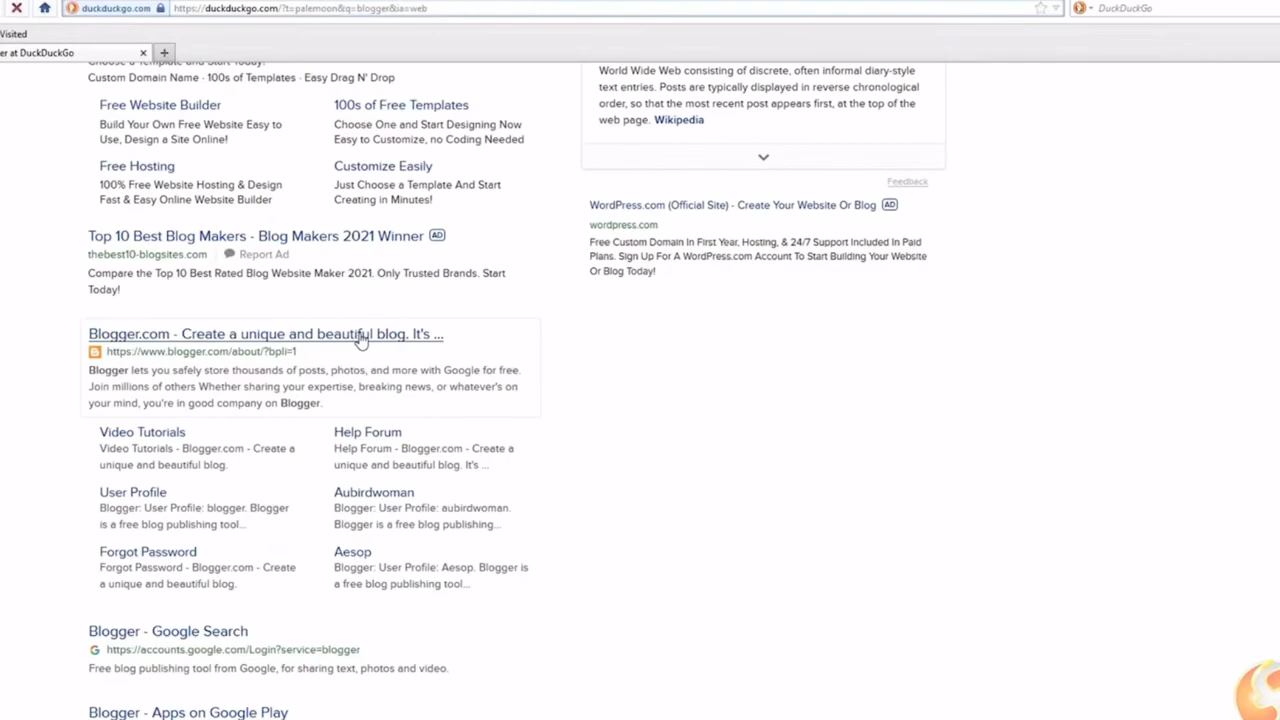 duckduckgo.com
https://duckduckgo.com/?t=palemoon&q=blogger&ia=web
DuckDuckGo
Visited
er at DuckDuckGo
Choose a Template and Start Today!
Custom Domain Name · 100s of Templates · Easy Drag N' Drop
Free Website Builder
Build Your Own Free Website Easy to
Use, Design a Site Online!
100s of Free Templates
Choose One and Start Designing Now
Easy to Customize, no Coding Needed
Free Hosting
100% Free Website Hosting & Design
Fast & Easy Online Website Builder
Customize Easily
Just Choose a Template And Start
Creating in Minutes!
Top 10 Best Blog Makers - Blog Makers 2021 Winner AD
thebest10-blogsites.com Report Ad
Compare the Top 10 Best Rated Blog Website Maker 2021. Only Trusted Brands. Start
Today!
Blogger.com - Create a unique and beautiful blog. It's ...
https://www.blogger.com/about/?bpli=1
Blogger lets you safely store thousands of posts, photos, and more with Google for free.
Join millions of others Whether sharing your expertise, breaking news, or whatever's on
your mind, you're in good company on Blogger.
Video Tutorials
Video Tutorials - Blogger.com - Create a
unique and beautiful blog.
Help Forum
Help Forum - Blogger.com - Create a
unique and beautiful blog. It's ...
User Profile
Blogger: User Profile: blogger. Blogger
is a free blog publishing tool...
Aubirdwoman
Blogger: User Profile: aubirdwoman.
Blogger is a free blog publishing...
Forgot Password
Forgot Password - Blogger.com - Create
a unique and beautiful blog.
Aesop
Blogger: User Profile: Aesop. Blogger is
a free blog publishing tool...
Blogger - Google Search
https://accounts.google.com/Login?service=blogger
Free blog publishing tool from Google, for sharing text, photos and video.
Blogger - Apps on Google Play
World Wide Web consisting of discrete, often informal diary-style
text entries. Posts are typically displayed in reverse chronological
order, so that the most recent post appears first, at the top of the
web page. Wikipedia
Feedback
WordPress.com (Official Site) - Create Your Website Or Blog AD
wordpress.com
Free Custom Domain In First Year, Hosting, & 24/7 Support Included In Paid
Plans. Sign Up For A WordPress.com Account To Start Building Your Website
Or Blog Today!